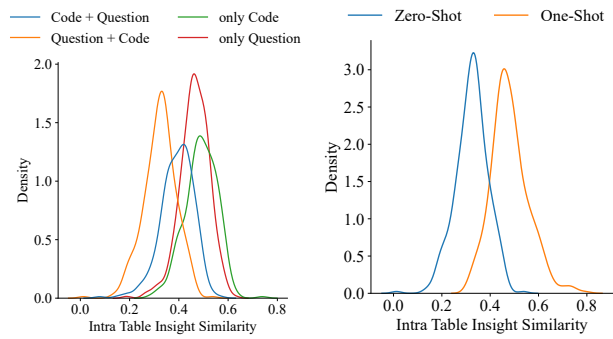 Code + Question
only Code
Question + Code
only Question
2.0
1.5
1.0
0.5
0.0
Density
0.0 0.2 0.4 0.6 0.8
Intra Table Insight Similarity
Zero-Shot
One-Shot
3.0
2.5
2.0
1.5
1.0
0.5
0.0
Density
0.0 0.2 0.4 0.6 0.8
Intra Table Insight Similarity